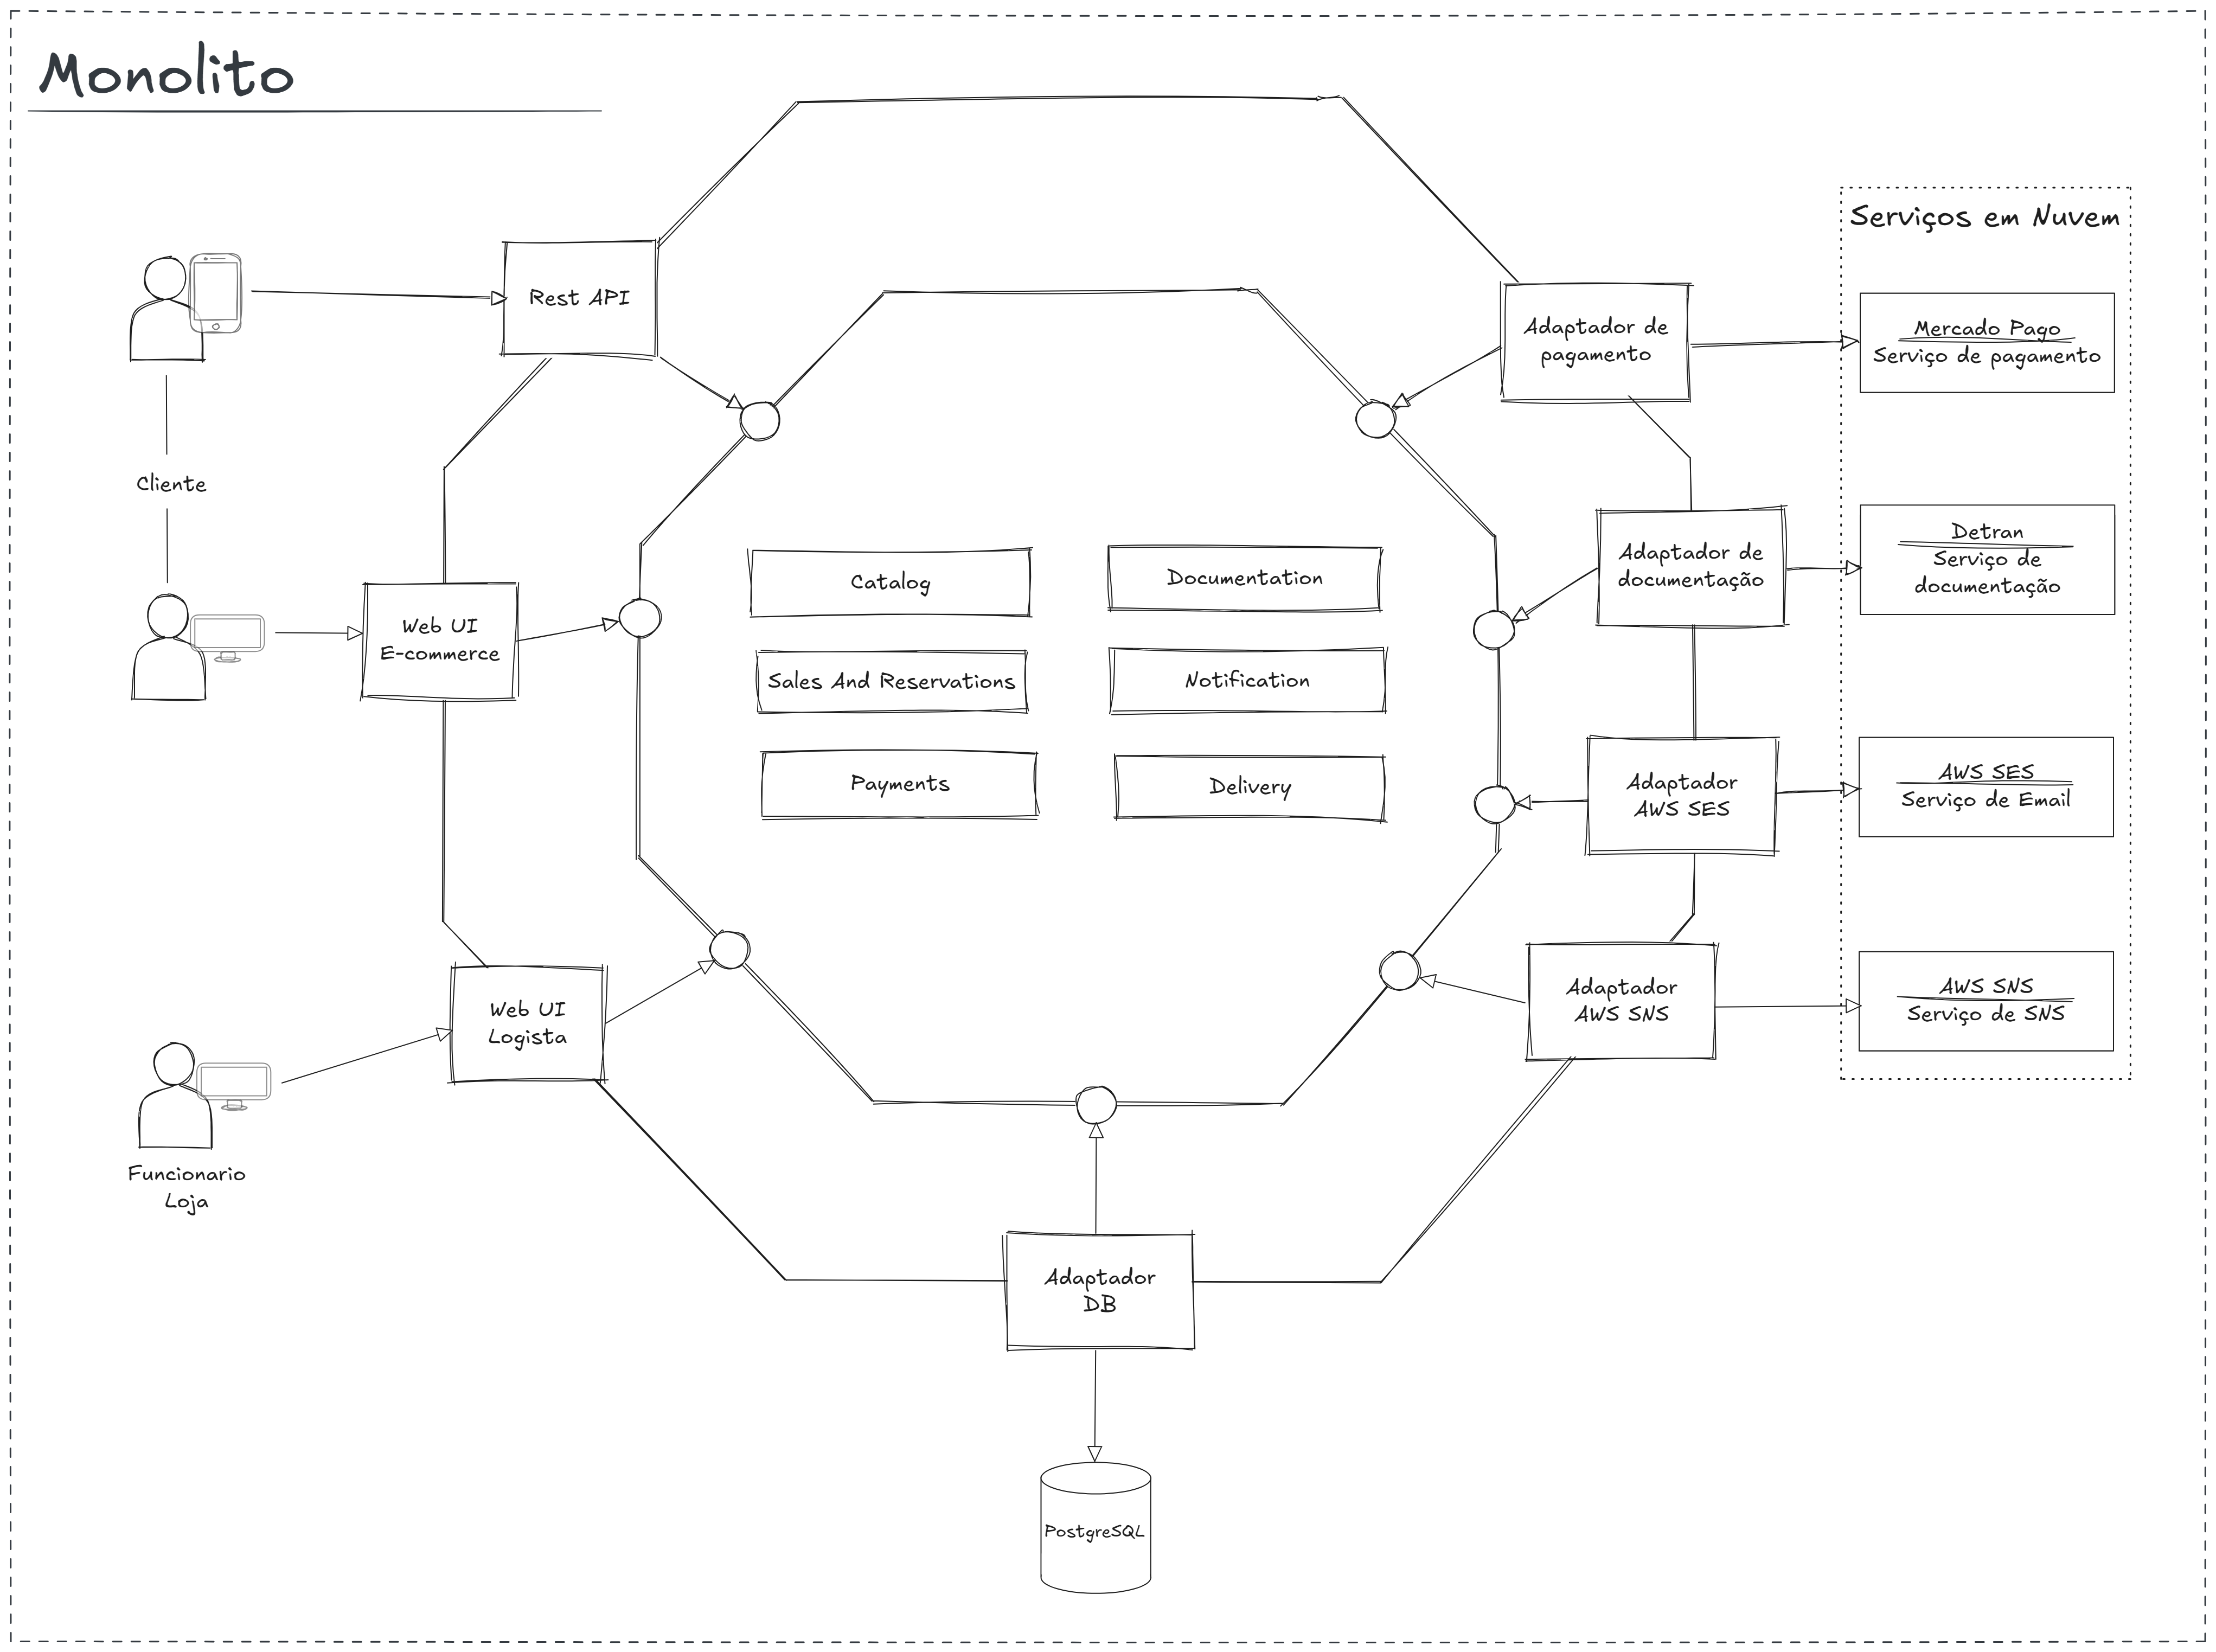 Monolito
Rest API
Cliente
Web UI
E-commerce
Web UI
Logista
Funcionario
Loja
Catalog
Sales And Reservations
Payments
Documentation
Notification
Delivery
Adaptador de
pagamento
Adaptador de
documentação
Adaptador
AWS SES
Adaptador
AWS SNS
Adaptador
DB
PostgreSQL
Serviços em Nuvem
Mercado Pago
Serviço de pagamento
Detran
Serviço de
documentação
AWS SES
Serviço de Email
AWS SNS
Serviço de SNS